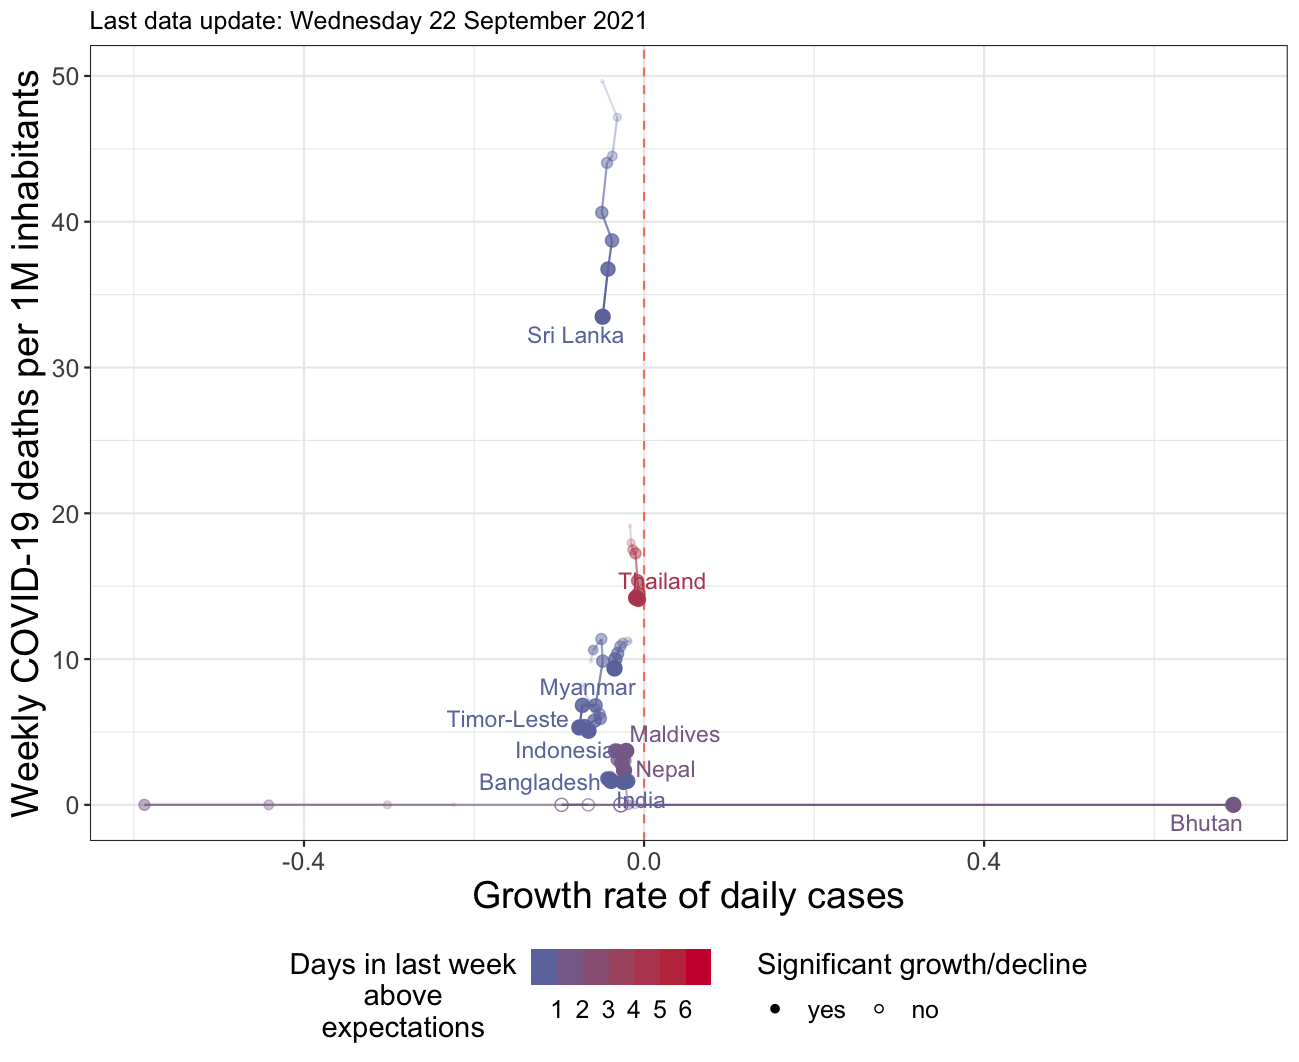 Last data update: Wednesday 22 September 2021
Weekly COVID-19 deaths per 1M inhabitants
50
40
30
20
10
0
Sri Lanka
Thailand
Myanmar
Timor-Leste
Maldives
Indonesia
Nepal
Bangladesh
India
Bhutan
-0.4
0.0
0.4
Growth rate of daily cases
Days in last week
above
expectations
1 2 3 4 5 6
Significant growth/decline
yes no